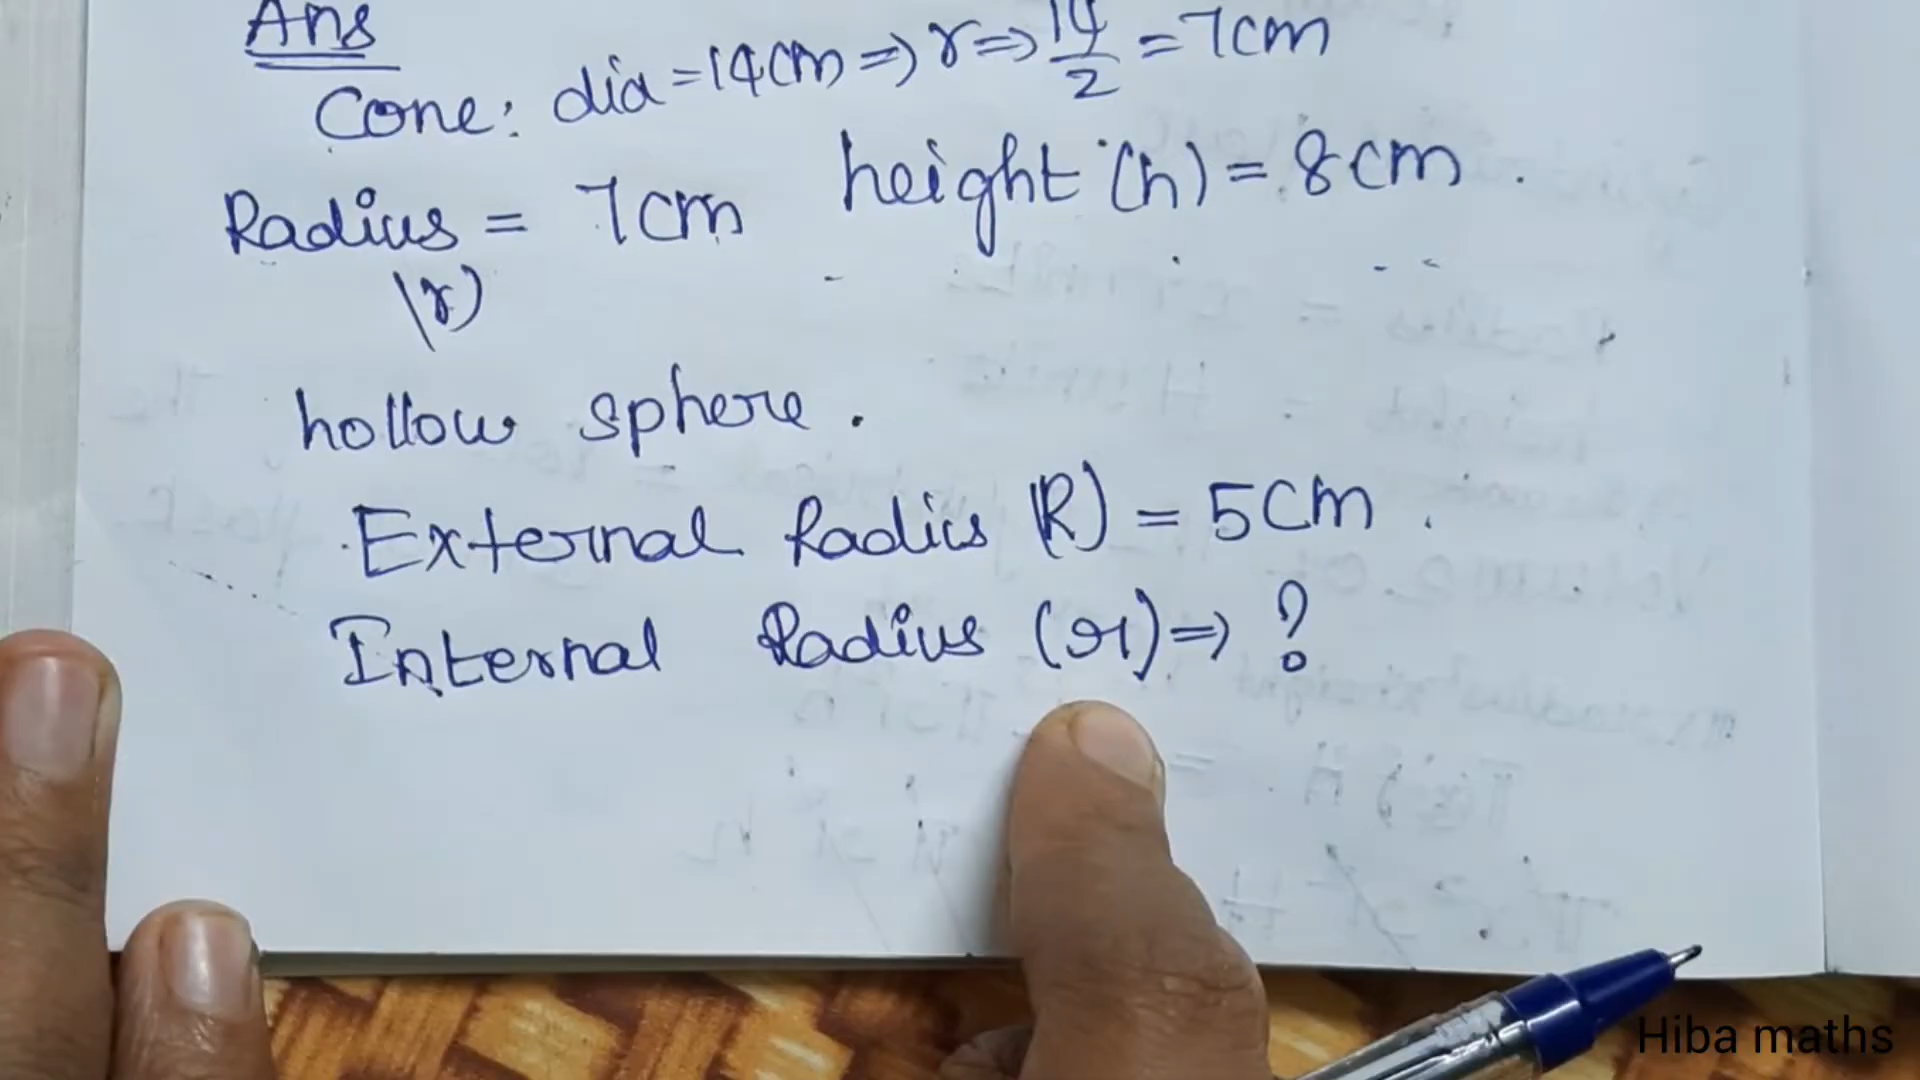 Ans
Cone: dia = 14cm ⇒ r ⇒ 14/2 = 7cm
Radius = 7cm height (h) = 8cm.
(r)
hollow sphere.
External Radius (R) = 5cm.
Internal Radius (r) ⇒ ?
Hiba maths